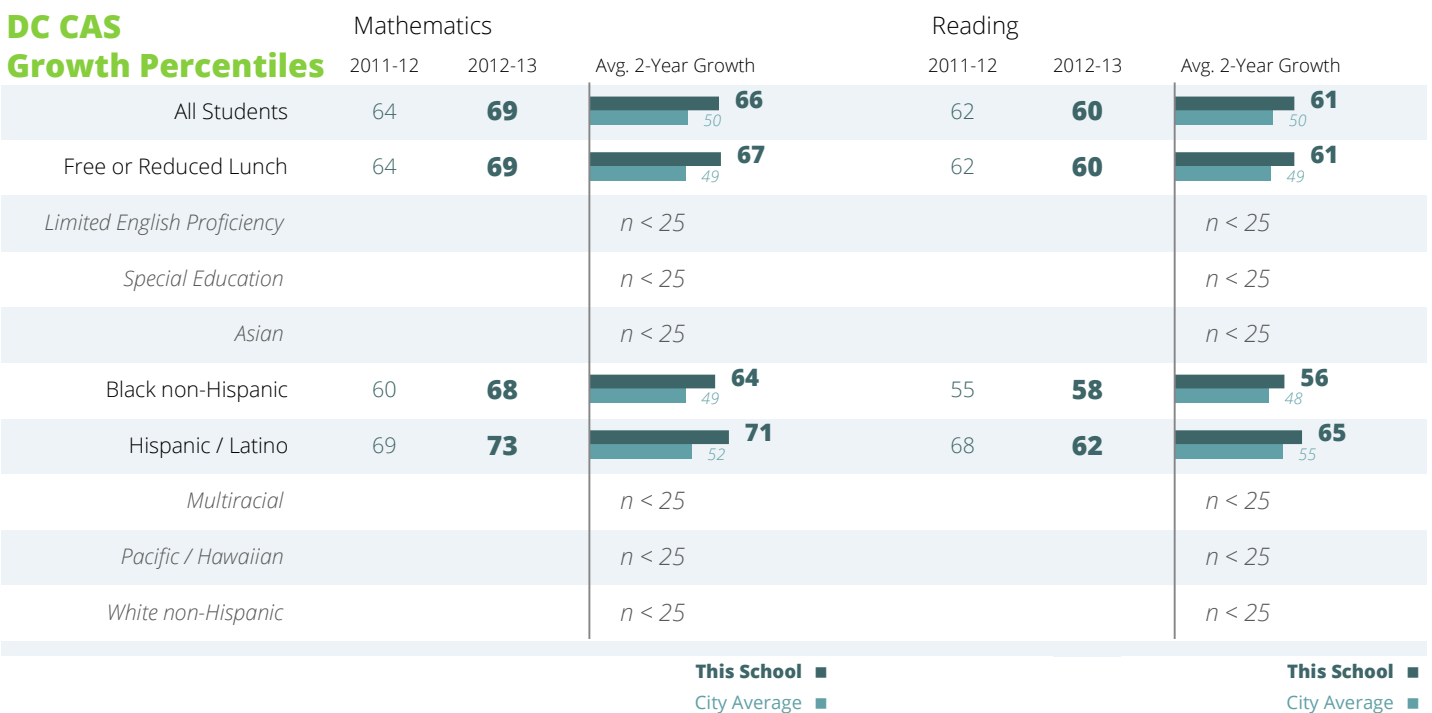 DC CAS
Growth Percentiles
Mathematics
Reading
2011-12 2012-13 Avg. 2-Year Growth 2011-12 2012-13 Avg. 2-Year Growth
All Students 64 69 66 50 62 60 61 50
Free or Reduced Lunch 64 69 67 49 62 60 61 49
Limited English Proficiency n < 25 n < 25
Special Education n < 25 n < 25
Asian n < 25 n < 25
Black non-Hispanic 60 68 64 49 55 58 56 48
Hispanic / Latino 69 73 71 52 68 62 65 55
Multiracial n < 25 n < 25
Pacific / Hawaiian n < 25 n < 25
White non-Hispanic n < 25 n < 25
This School This School
City Average City Average